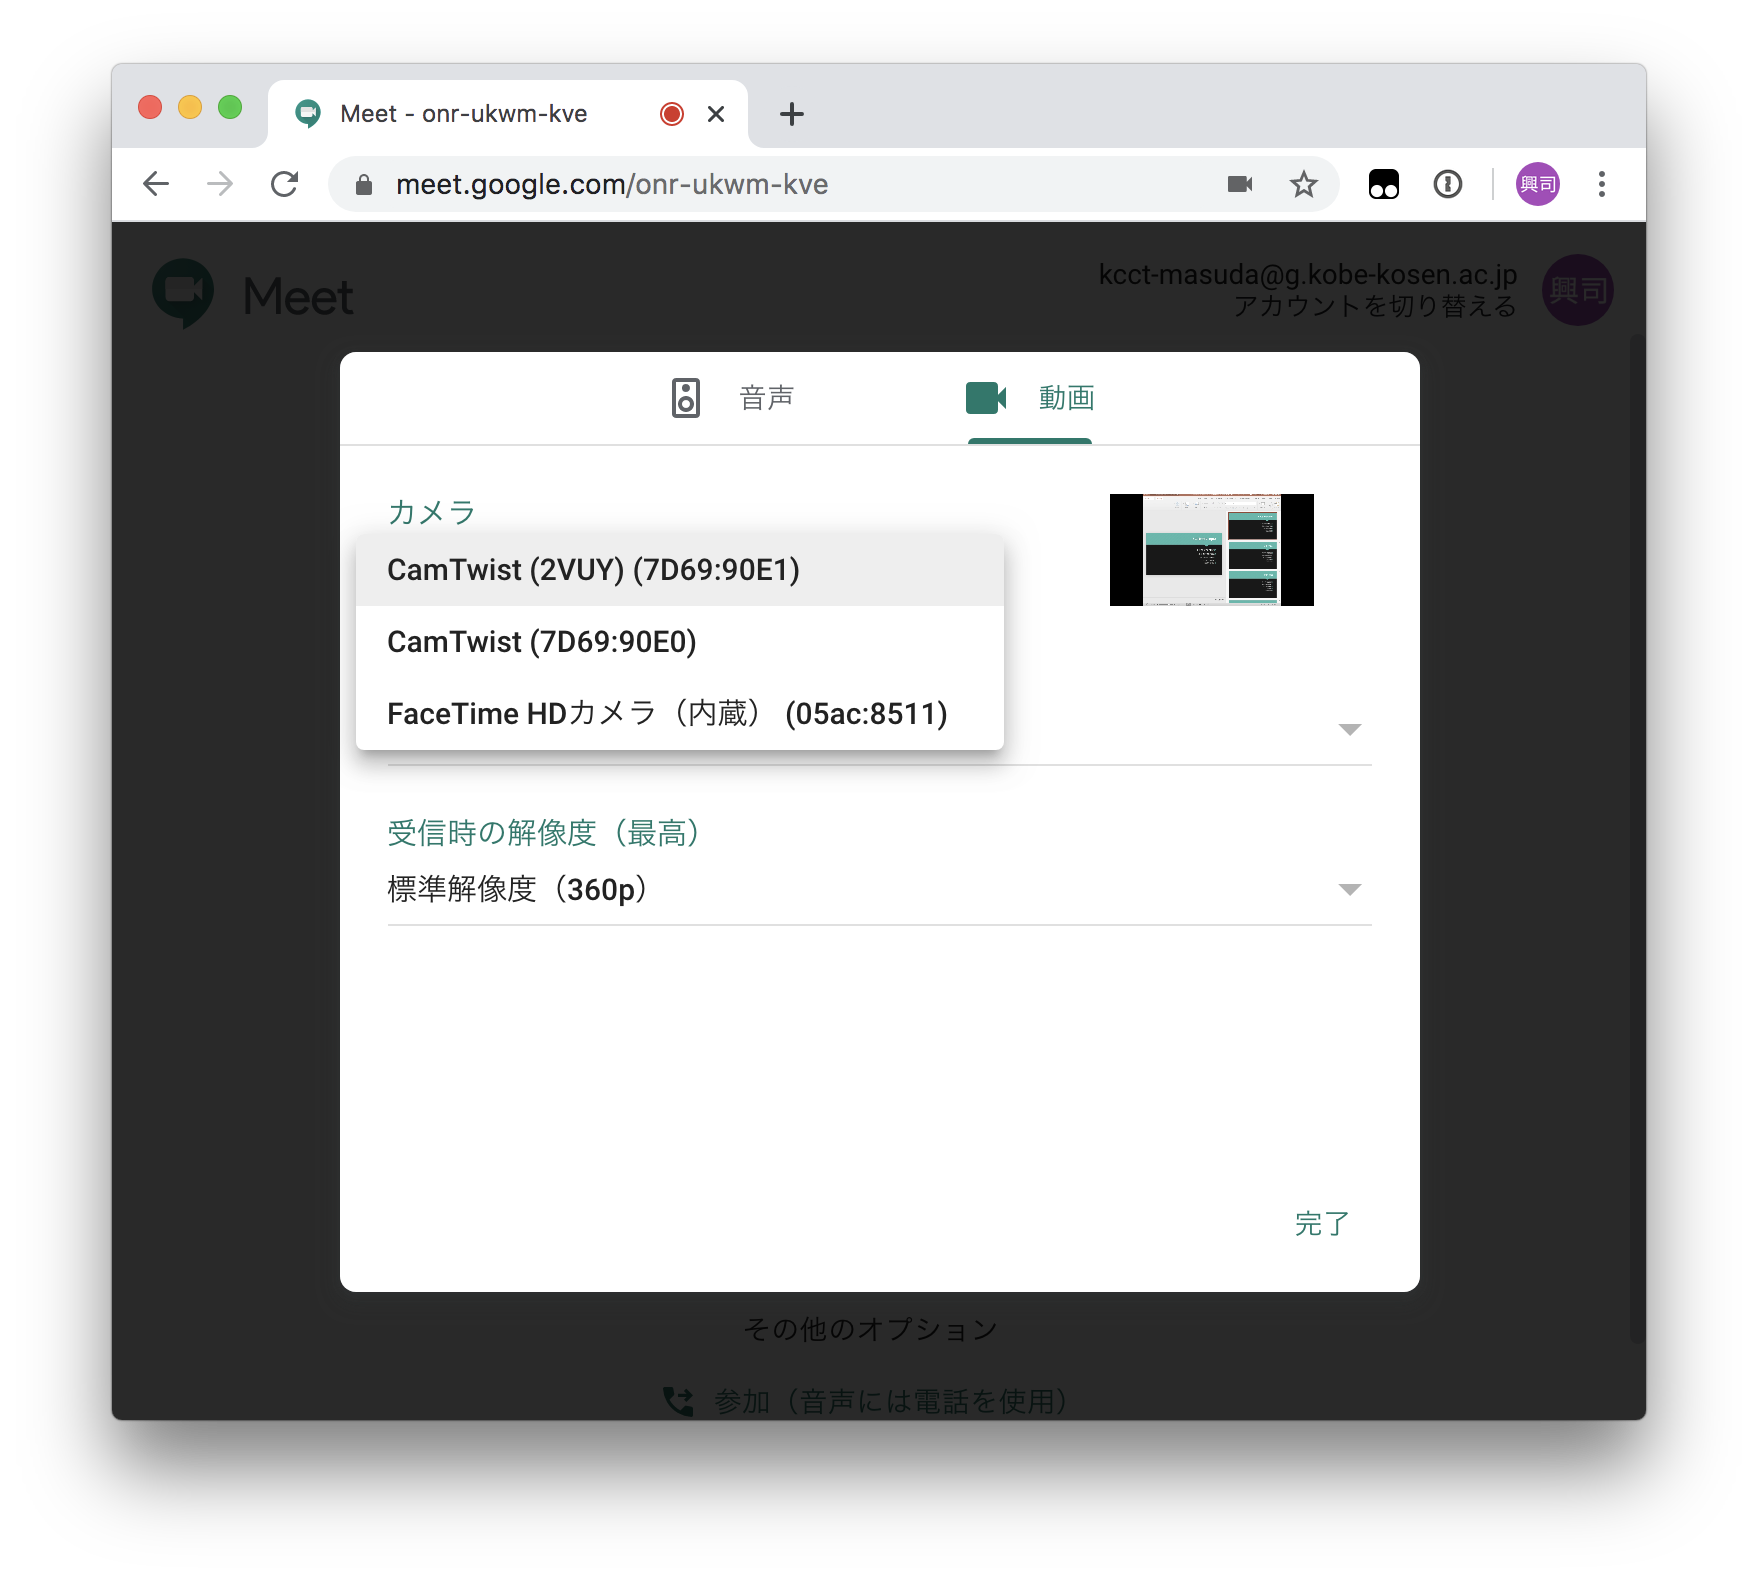 Meet - onr-ukwm-kve
meet.google.com/onr-ukwm-kve
興司
Meet
kcct-masuda@g.kobe-kosen.ac.jp
アカウントを切り替える
興司
音声
動画
カメラ
CamTwist (2VUY) (7D69:90E1)
CamTwist (7D69:90E0)
FaceTime HDカメラ（内蔵） (05ac:8511)
受信時の解像度（最高）
標準解像度（360p）
完了
その他のオプション
参加（音声には電話を使用）